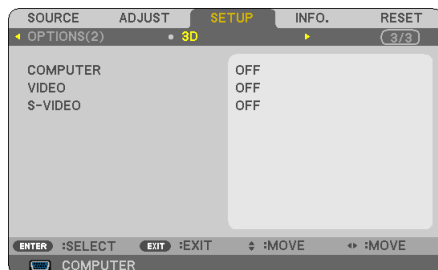 SOURCE ADJUST SETUP INFO. RESET
OPTIONS(2) 3D 3/3
COMPUTER OFF
VIDEO OFF
S-VIDEO OFF
ENTER :SELECT EXIT :EXIT :MOVE :MOVE
COMPUTER